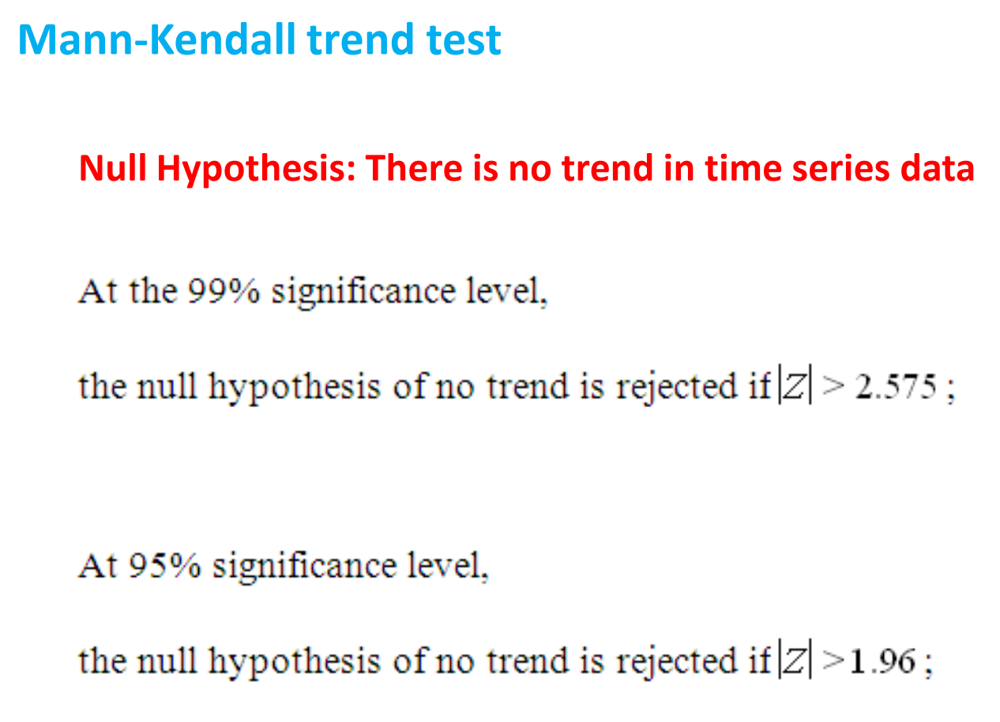 Mann-Kendall trend test
Null Hypothesis: There is no trend in time series data
At the 99% significance level,
the null hypothesis of no trend is rejected if |Z| > 2.575 ;
At 95% significance level,
the null hypothesis of no trend is rejected if |Z| >1.96 ;